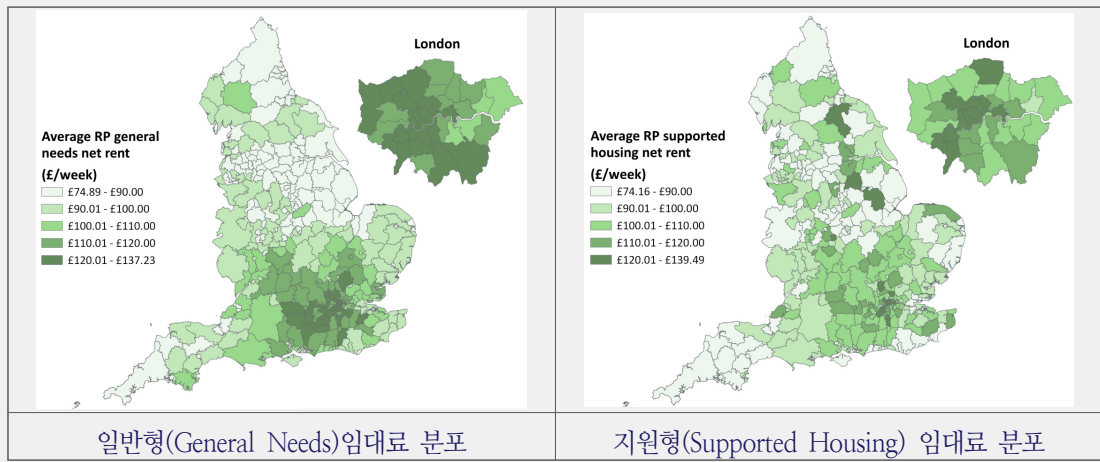 London
Average RP general
needs net rent
(£/week)
£74.89 - £90.00
£90.01 - £100.00
£100.01 - £110.00
£110.01 - £120.00
£120.01 - £137.23
일반형(General Needs)임대료 분포
London
Average RP supported
housing net rent
(£/week)
£74.16 - £90.00
£90.01 - £100.00
£100.01 - £110.00
£110.01 - £120.00
£120.01 - £139.49
지원형(Supported Housing) 임대료 분포